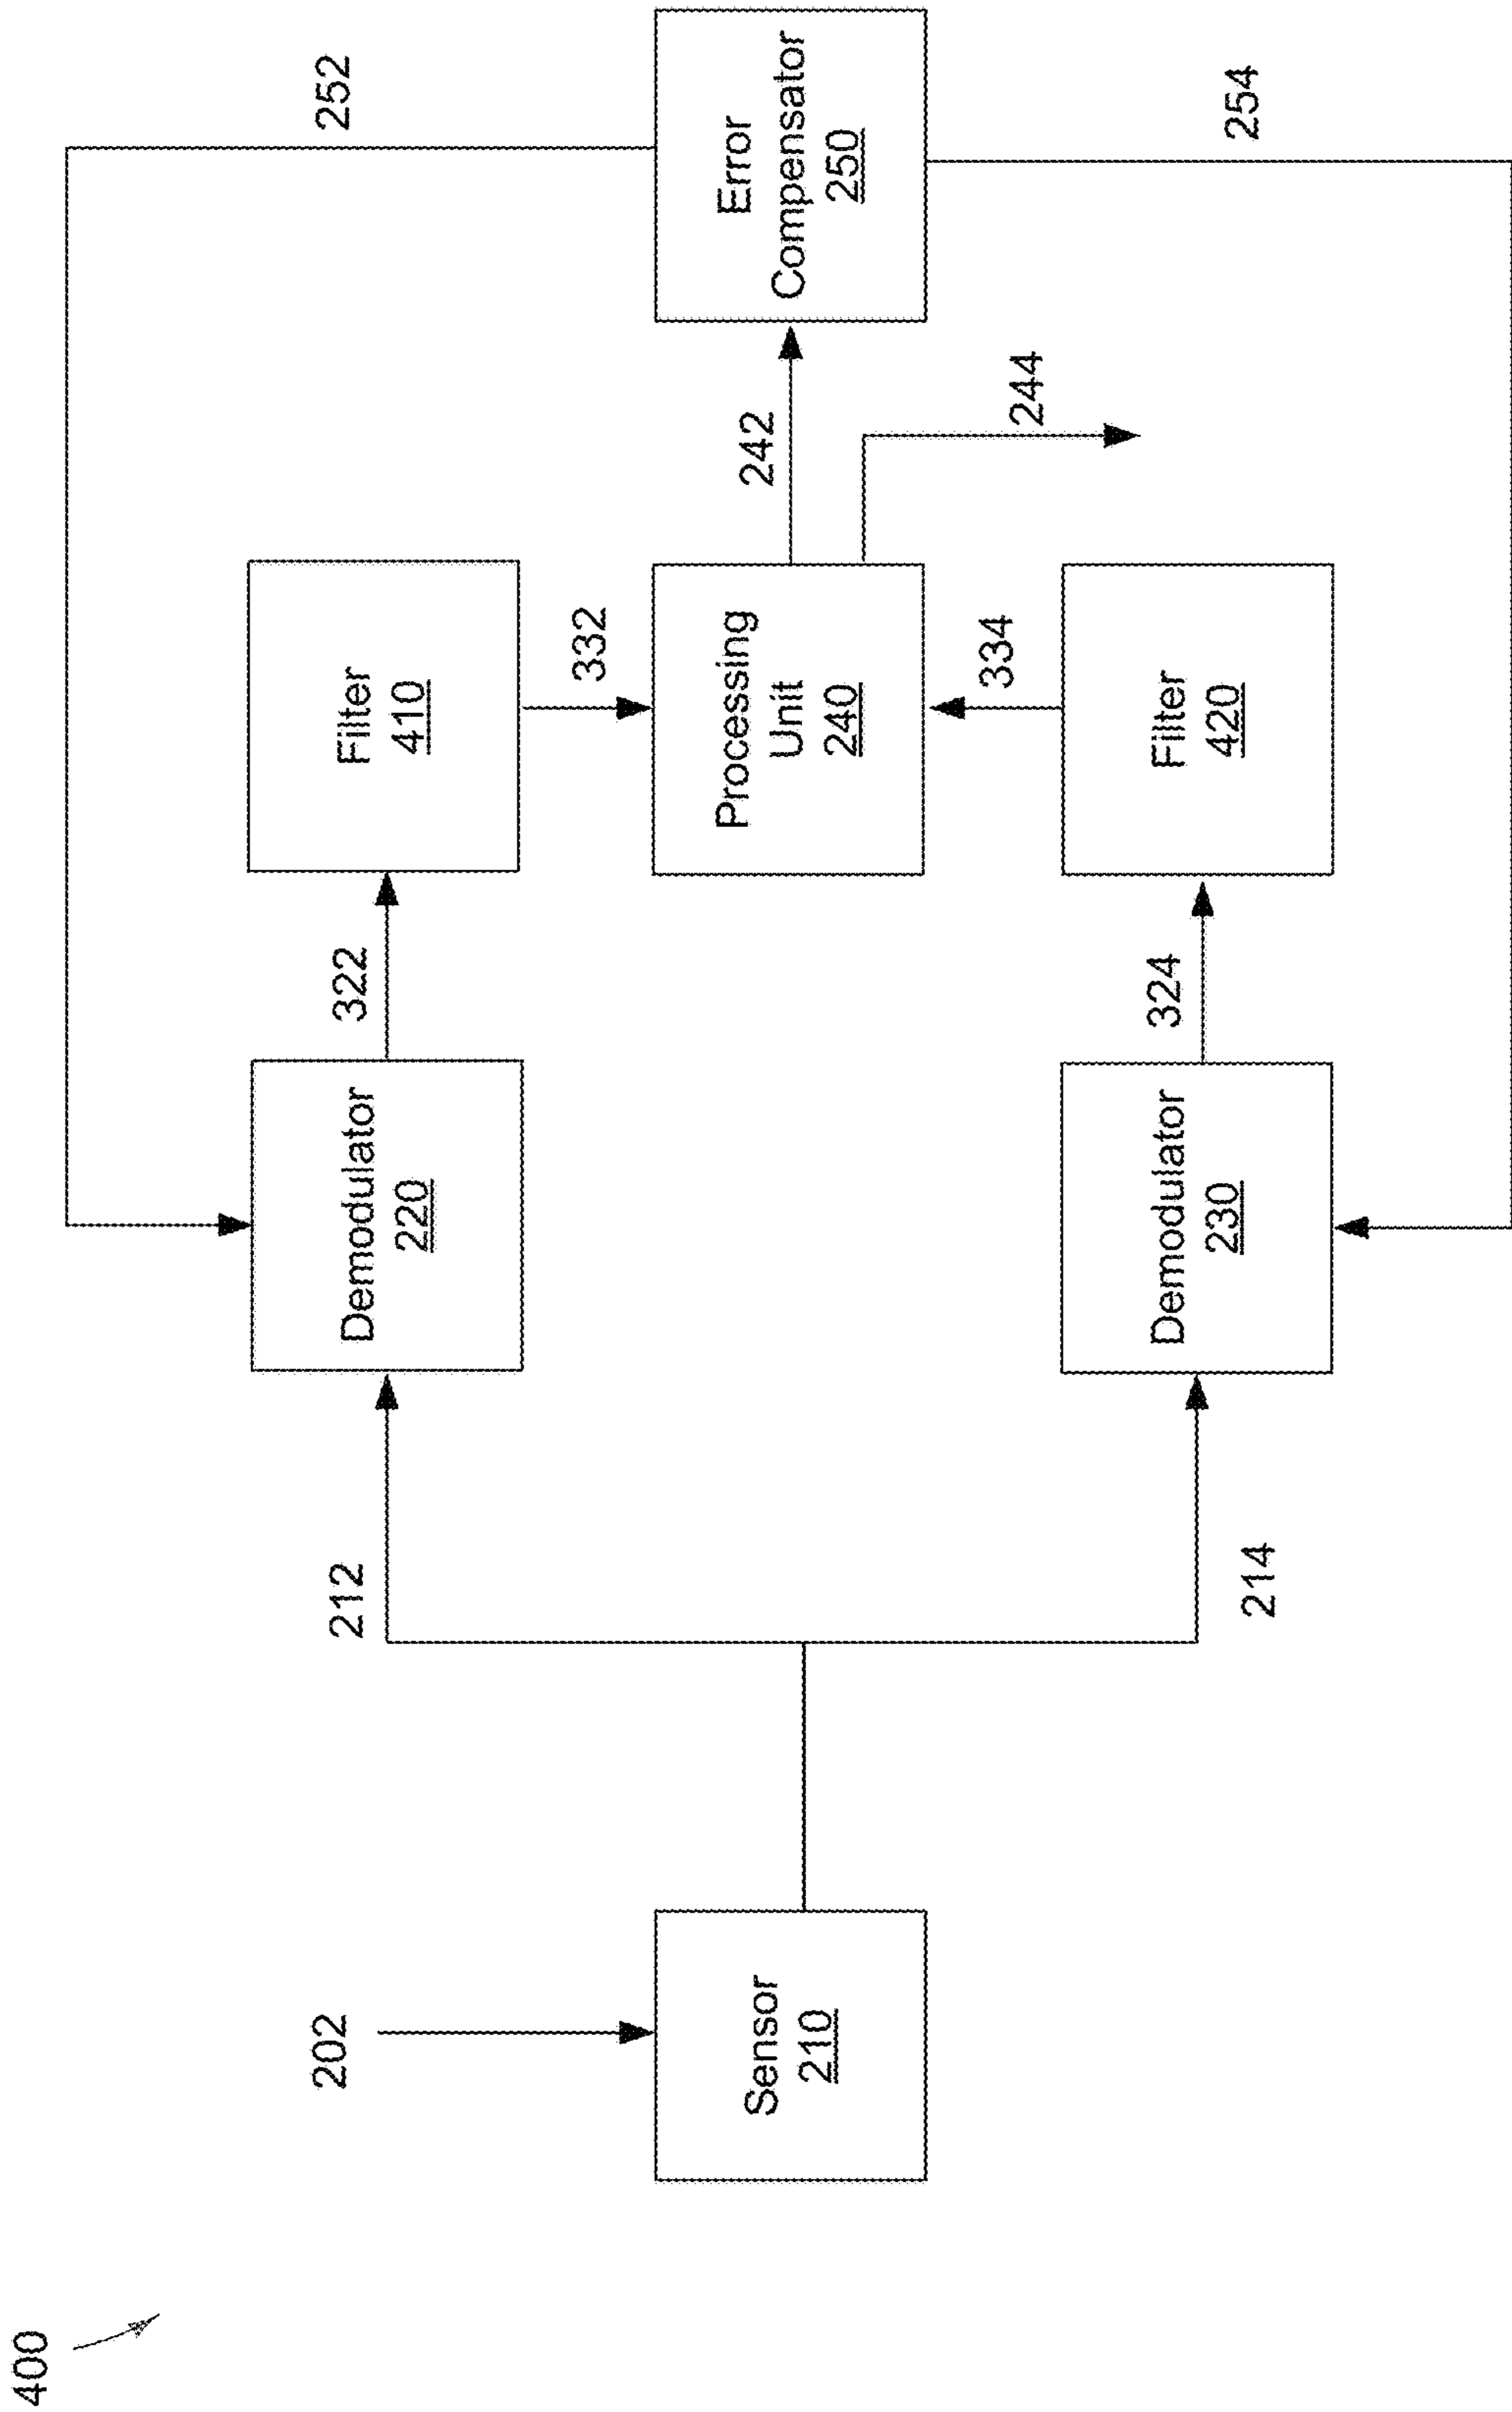 400
202
Sensor
210
212
214
Demodulator
220
Demodulator
230
322
324
Filter
410
Filter
420
332
334
Processing
Unit
240
242
244
Error
Compensator
250
252
254